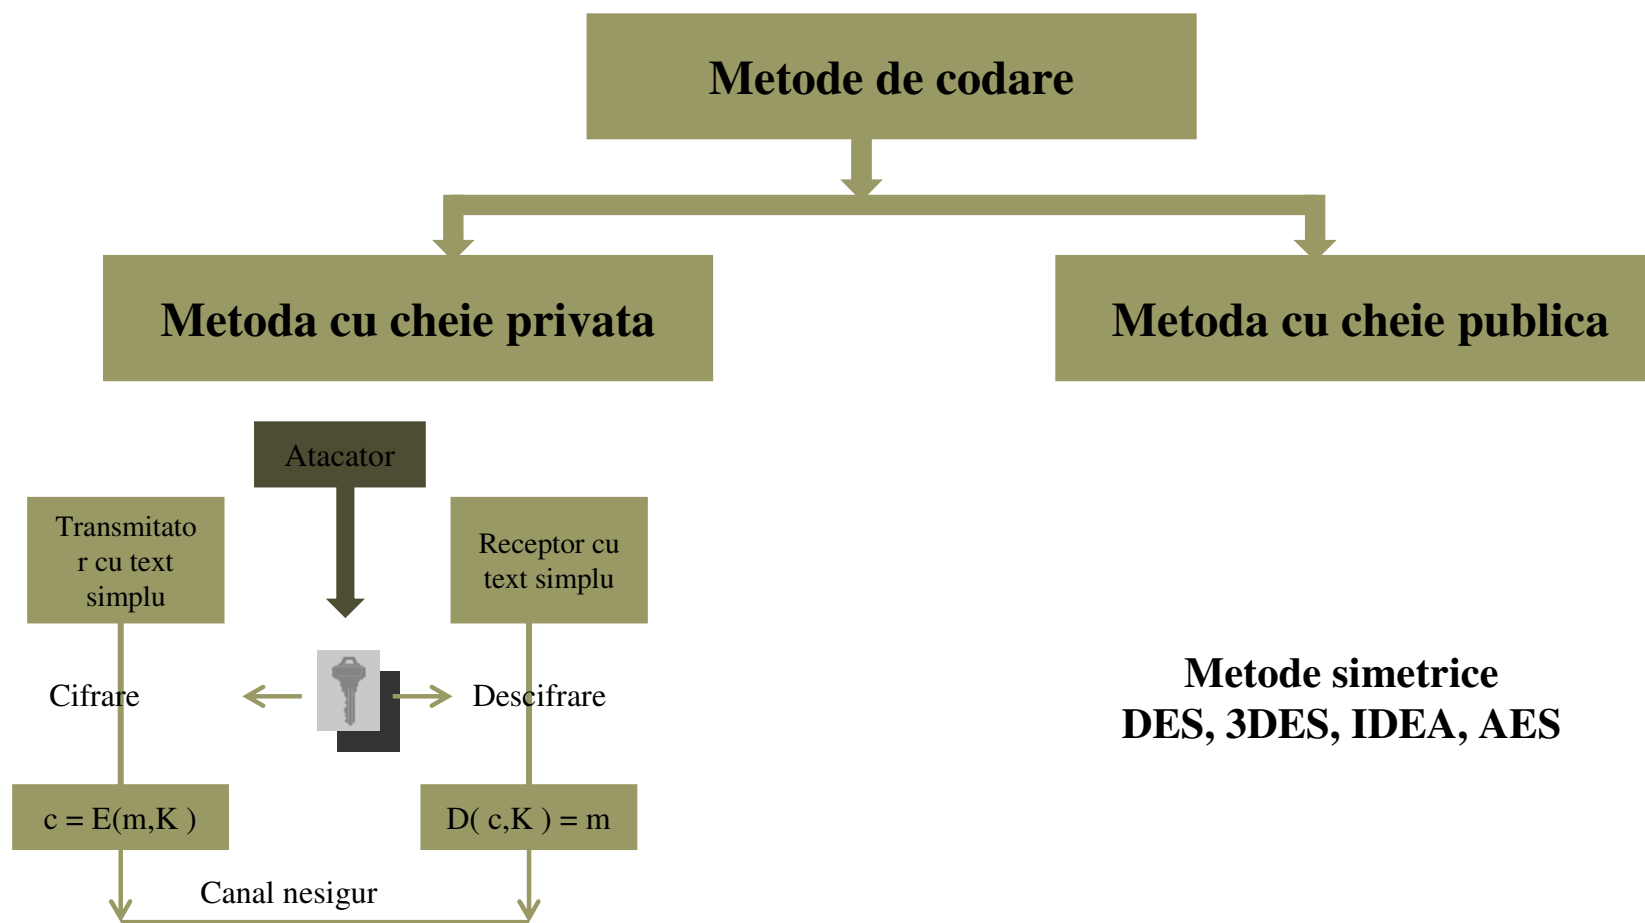 Metode de codare
Metoda cu cheie privata
Metoda cu cheie publica
Atacator
Transmitato
r cu text
simplu
Receptor cu
text simplu
Cifrare
Descifrare
Metode simetrice
DES, 3DES, IDEA, AES
c = E(m,K )
D( c,K ) = m
Canal nesigur